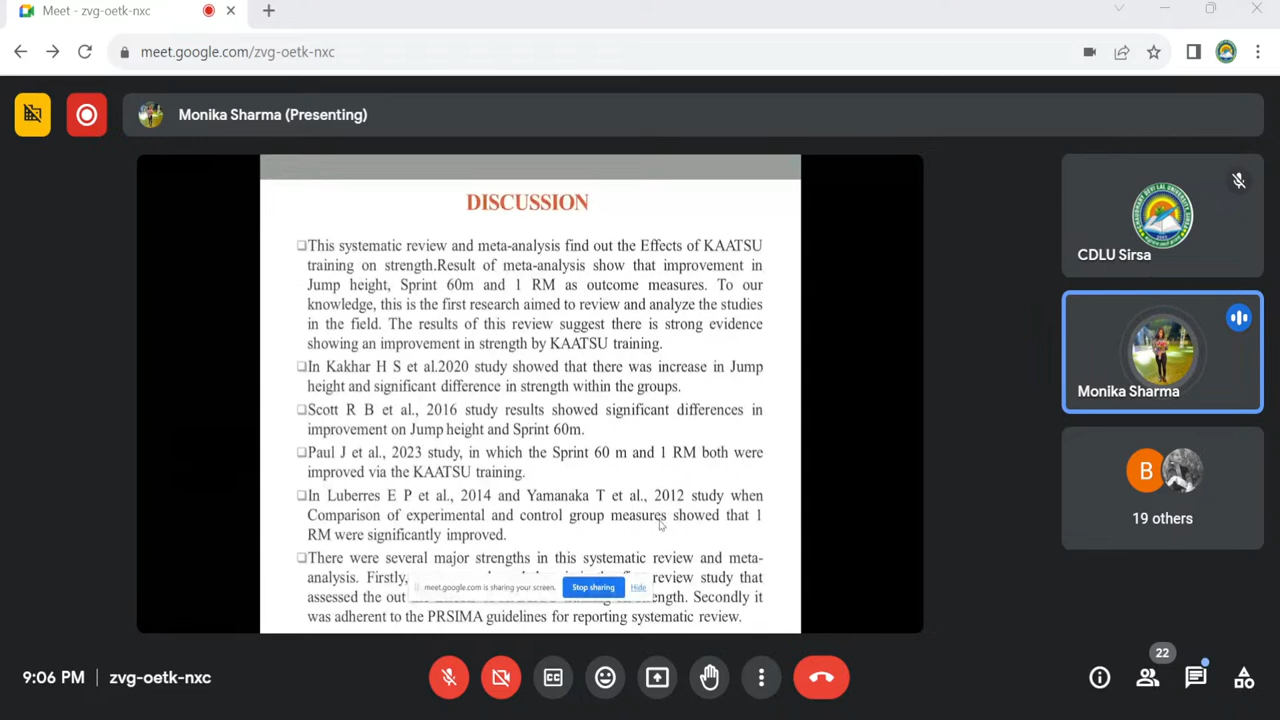 Meet - zvg-oetk-nxc
meet.google.com/zvg-oetk-nxc
Monika Sharma (Presenting)
DISCUSSION
This systematic review and meta-analysis find out the Effects of KAATSU
training on strength.Result of meta-analysis show that improvement in
Jump height, Sprint 60m and 1 RM as outcome measures. To our
knowledge, this is the first research aimed to review and analyze the studies
in the field. The results of this review suggest there is strong evidence
showing an improvement in strength by KAATSU training.
In Kakhar H S et al.2020 study showed that there was increase in Jump
height and significant difference in strength within the groups.
Scott R B et al., 2016 study results showed significant differences in
improvement on Jump height and Sprint 60m.
Paul J et al., 2023 study, in which the Sprint 60 m and 1 RM both were
improved via the KAATSU training.
In Luberres E P et al., 2014 and Yamanaka T et al., 2012 study when
Comparison of experimental and control group measures showed that 1
RM were significantly improved.
There were several major strengths in this systematic review and meta-
analysis. Firstly, review study that
assessed the out strength. Secondly it
was adherent to the PRSIMA guidelines for reporting systematic review.
meet.google.com is sharing your screen.
Stop sharing
Hide
CHAUDHARY DEVI LAL UNIVERSITY
CDLU Sirsa
Monika Sharma
B
19 others
9:06 PM
zvg-oetk-nxc
22